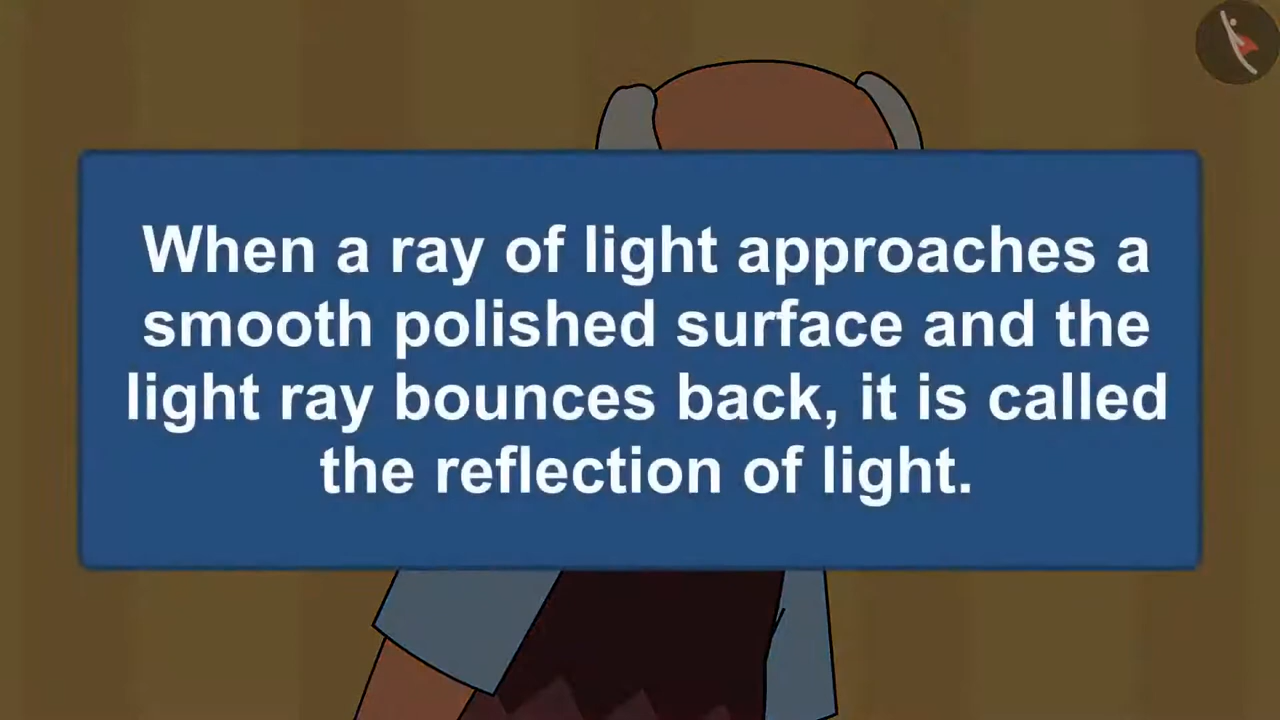 When a ray of light approaches a
smooth polished surface and the
light ray bounces back, it is called
the reflection of light.